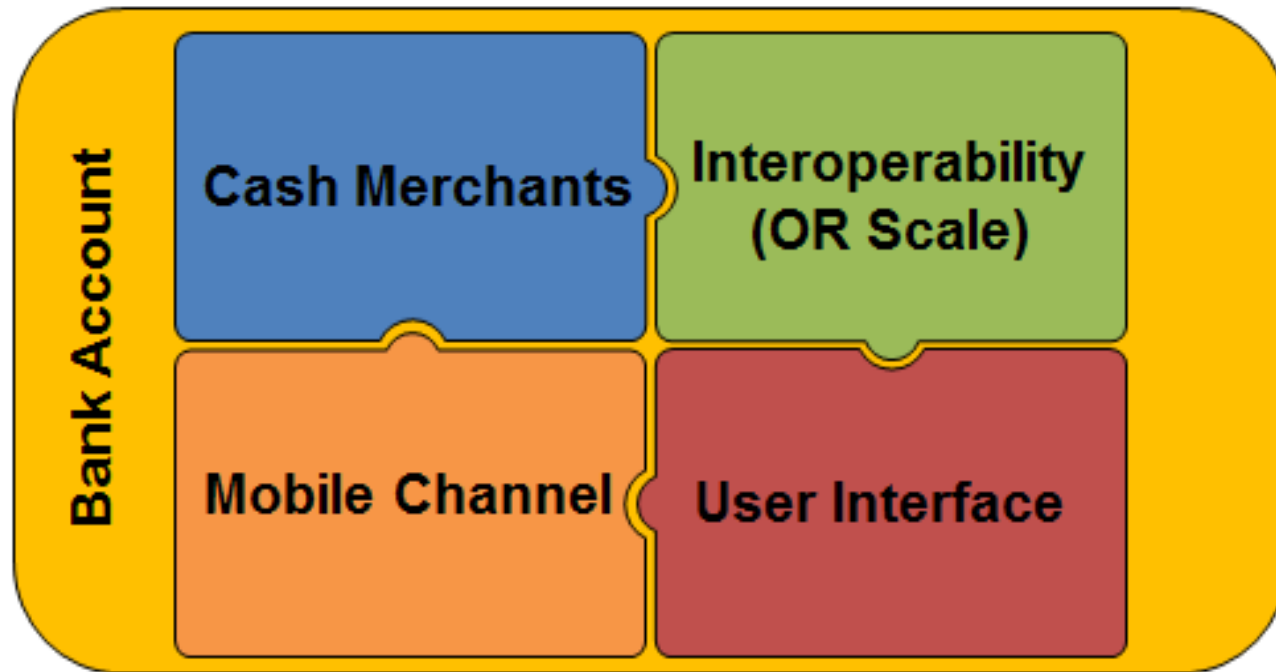 Bank Account
Cash Merchants
Interoperability
(OR Scale)
Mobile Channel
User Interface